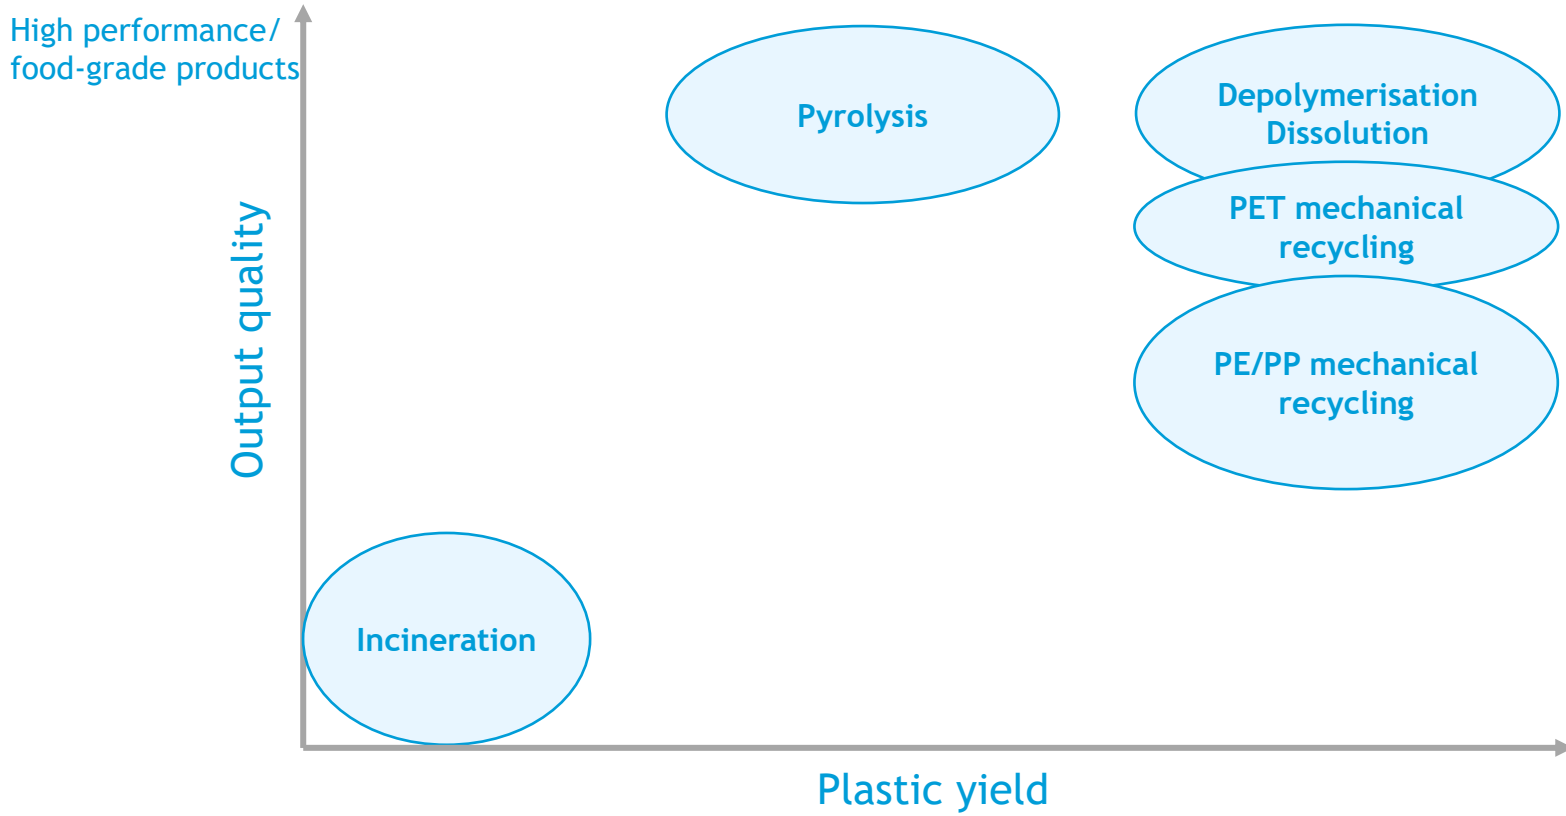 High performance/
food-grade products
Output quality
Pyrolysis
Depolymerisation
Dissolution
PET mechanical
recycling
PE/PP mechanical
recycling
Incineration
Plastic yield